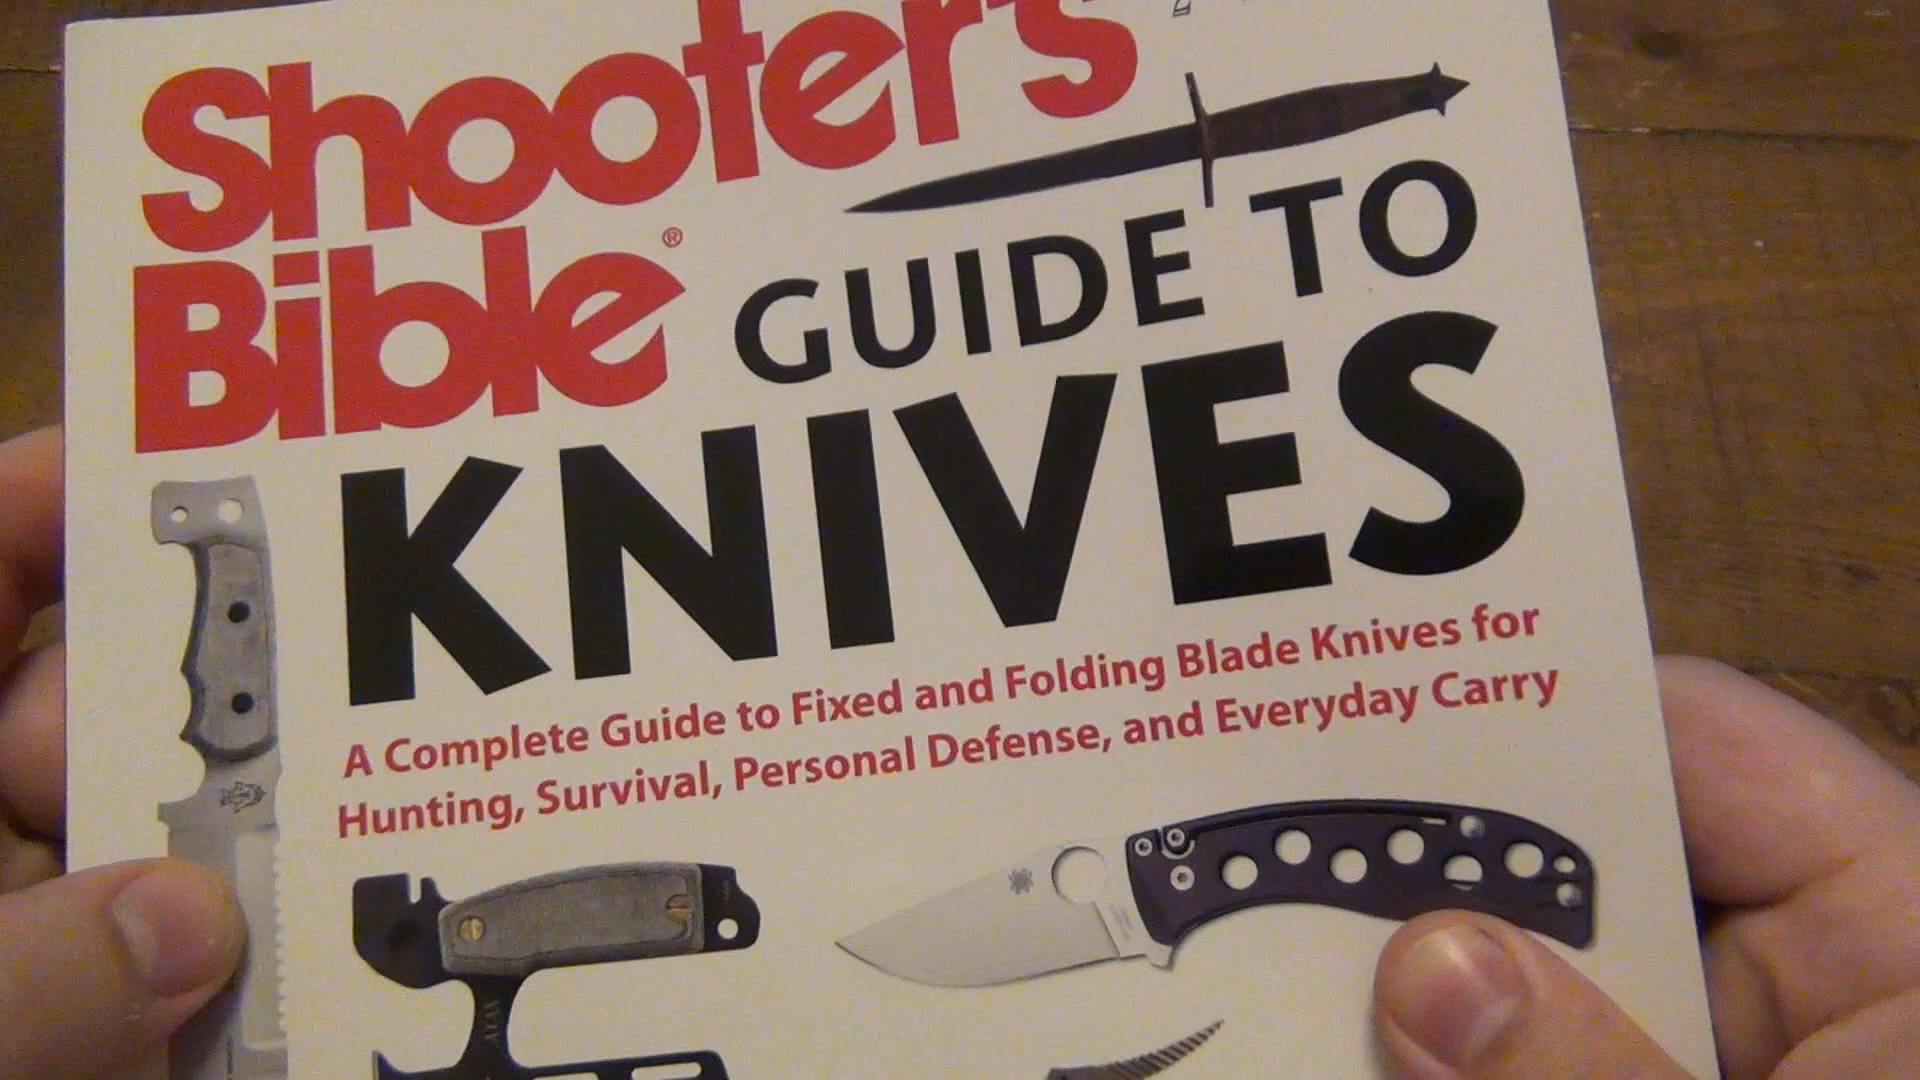 Shooter's
Bible®
GUIDE TO
KNIVES
A Complete Guide to Fixed and Folding Blade Knives for
Hunting, Survival, Personal Defense, and Everyday Carry
ATAX